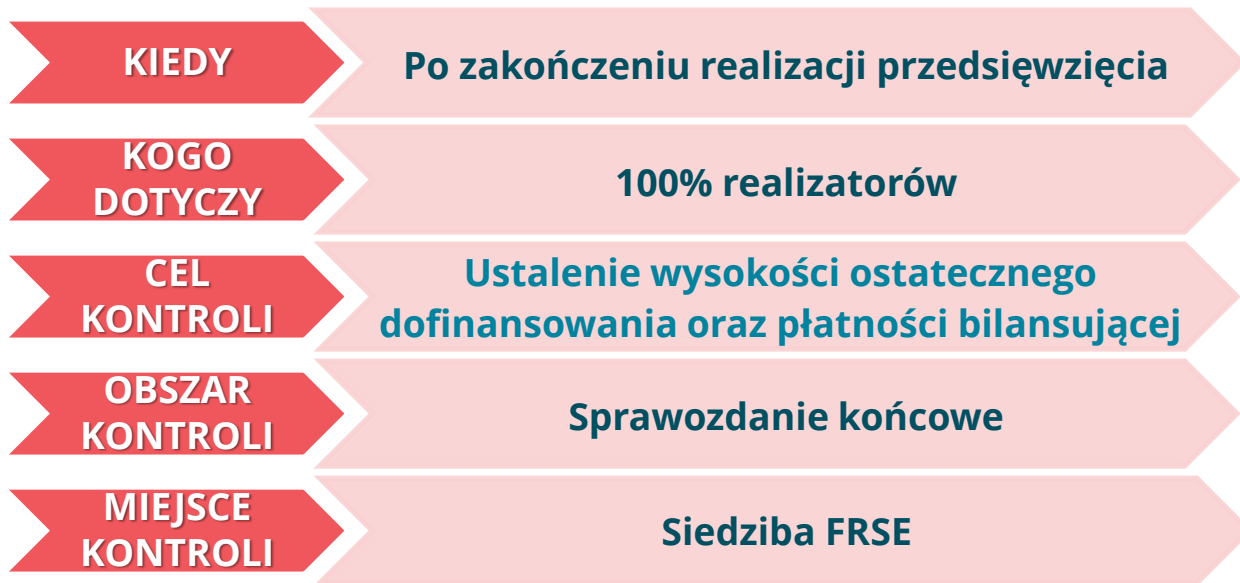 KIEDY
Po zakończeniu realizacji przedsięwzięcia
KOGO
DOTYCZY
100% realizatorów
CEL
KONTROLI
Ustalenie wysokości ostatecznego
dofinansowania oraz płatności bilansującej
OBSZAR
KONTROLI
Sprawozdanie końcowe
MIEJSCE
KONTROLI
Siedziba FRSE